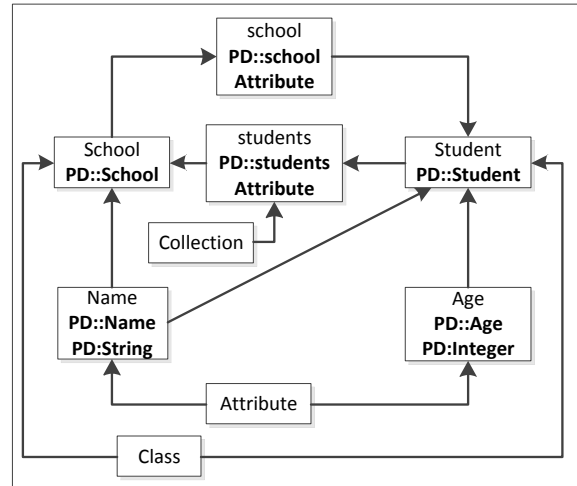 school
PD::school
Attribute
School
PD::School
students
PD::students
Attribute
Student
PD::Student
Collection
Name
PD::Name
PD:String
Age
PD::Age
PD:Integer
Attribute
Class